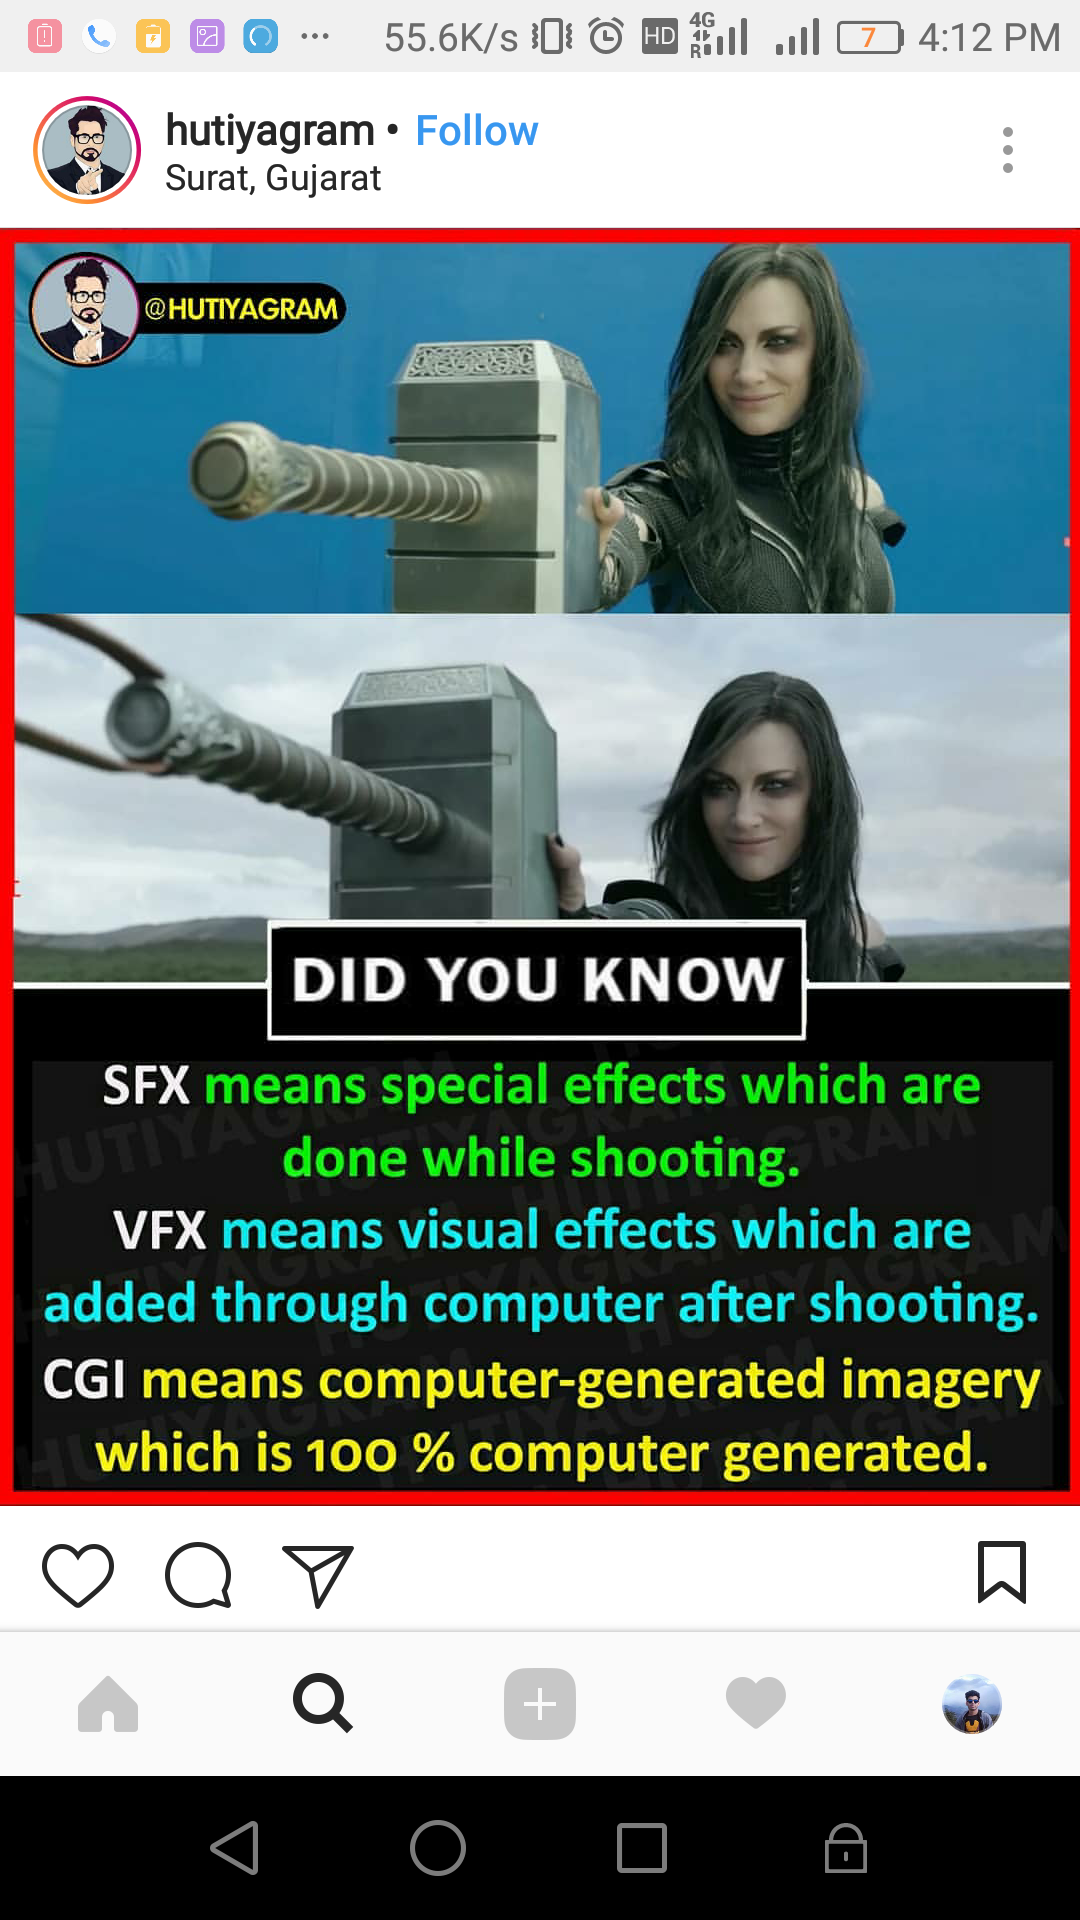 55.6K/s HD 4G R 7 4:12 PM
hutiyagram • Follow
Surat, Gujarat
@HUTIYAGRAM
DID YOU KNOW
SFX means special effects which are
done while shooting.
VFX means visual effects which are
added through computer after shooting.
CGI means computer-generated imagery
which is 100 % computer generated.
HUTIYAGRAM